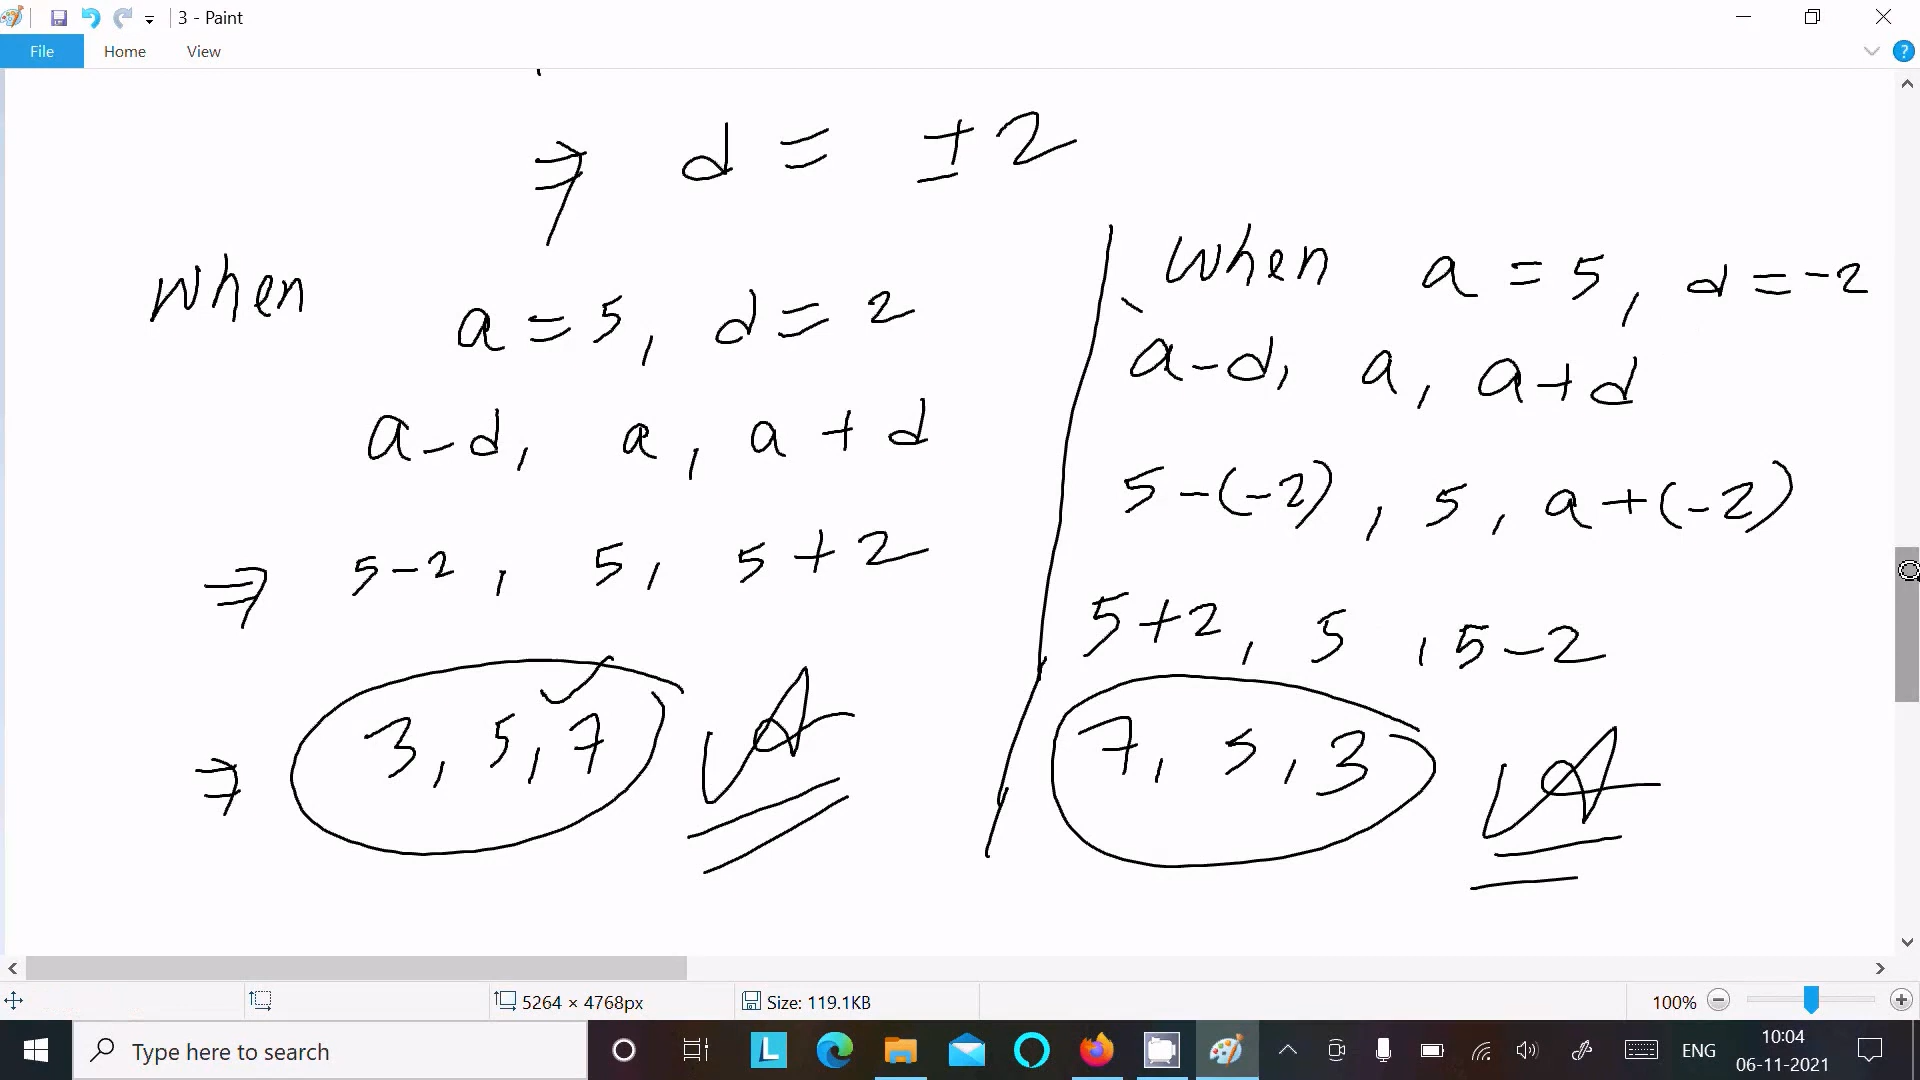 3 - Paint
File Home View
⇒ d = ±2
When
a = 5, d = 2
a-d, a, a + d
⇒ 5-2, 5, 5+2
⇒ 3, 5, 7
When a = 5, d = -2
a-d, a, a+d
5-(-2), 5, a+(-2)
5+2, 5, 5-2
7, 5, 3
5264 × 4768px Size: 119.1KB 100%
Type here to search
ENG
10:04
06-11-2021